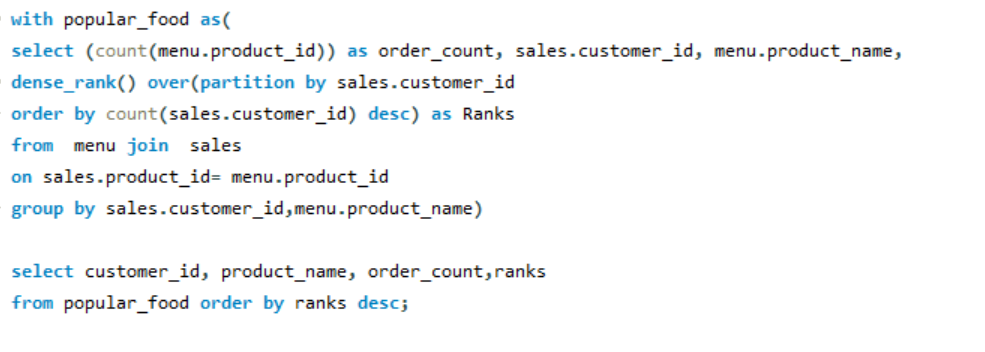 with popular_food as(
select (count(menu.product_id)) as order_count, sales.customer_id, menu.product_name,
dense_rank() over(partition by sales.customer_id
order by count(sales.customer_id) desc) as Ranks
from  menu join  sales
on sales.product_id= menu.product_id
group by sales.customer_id,menu.product_name)
select customer_id, product_name, order_count,ranks
from popular_food order by ranks desc;